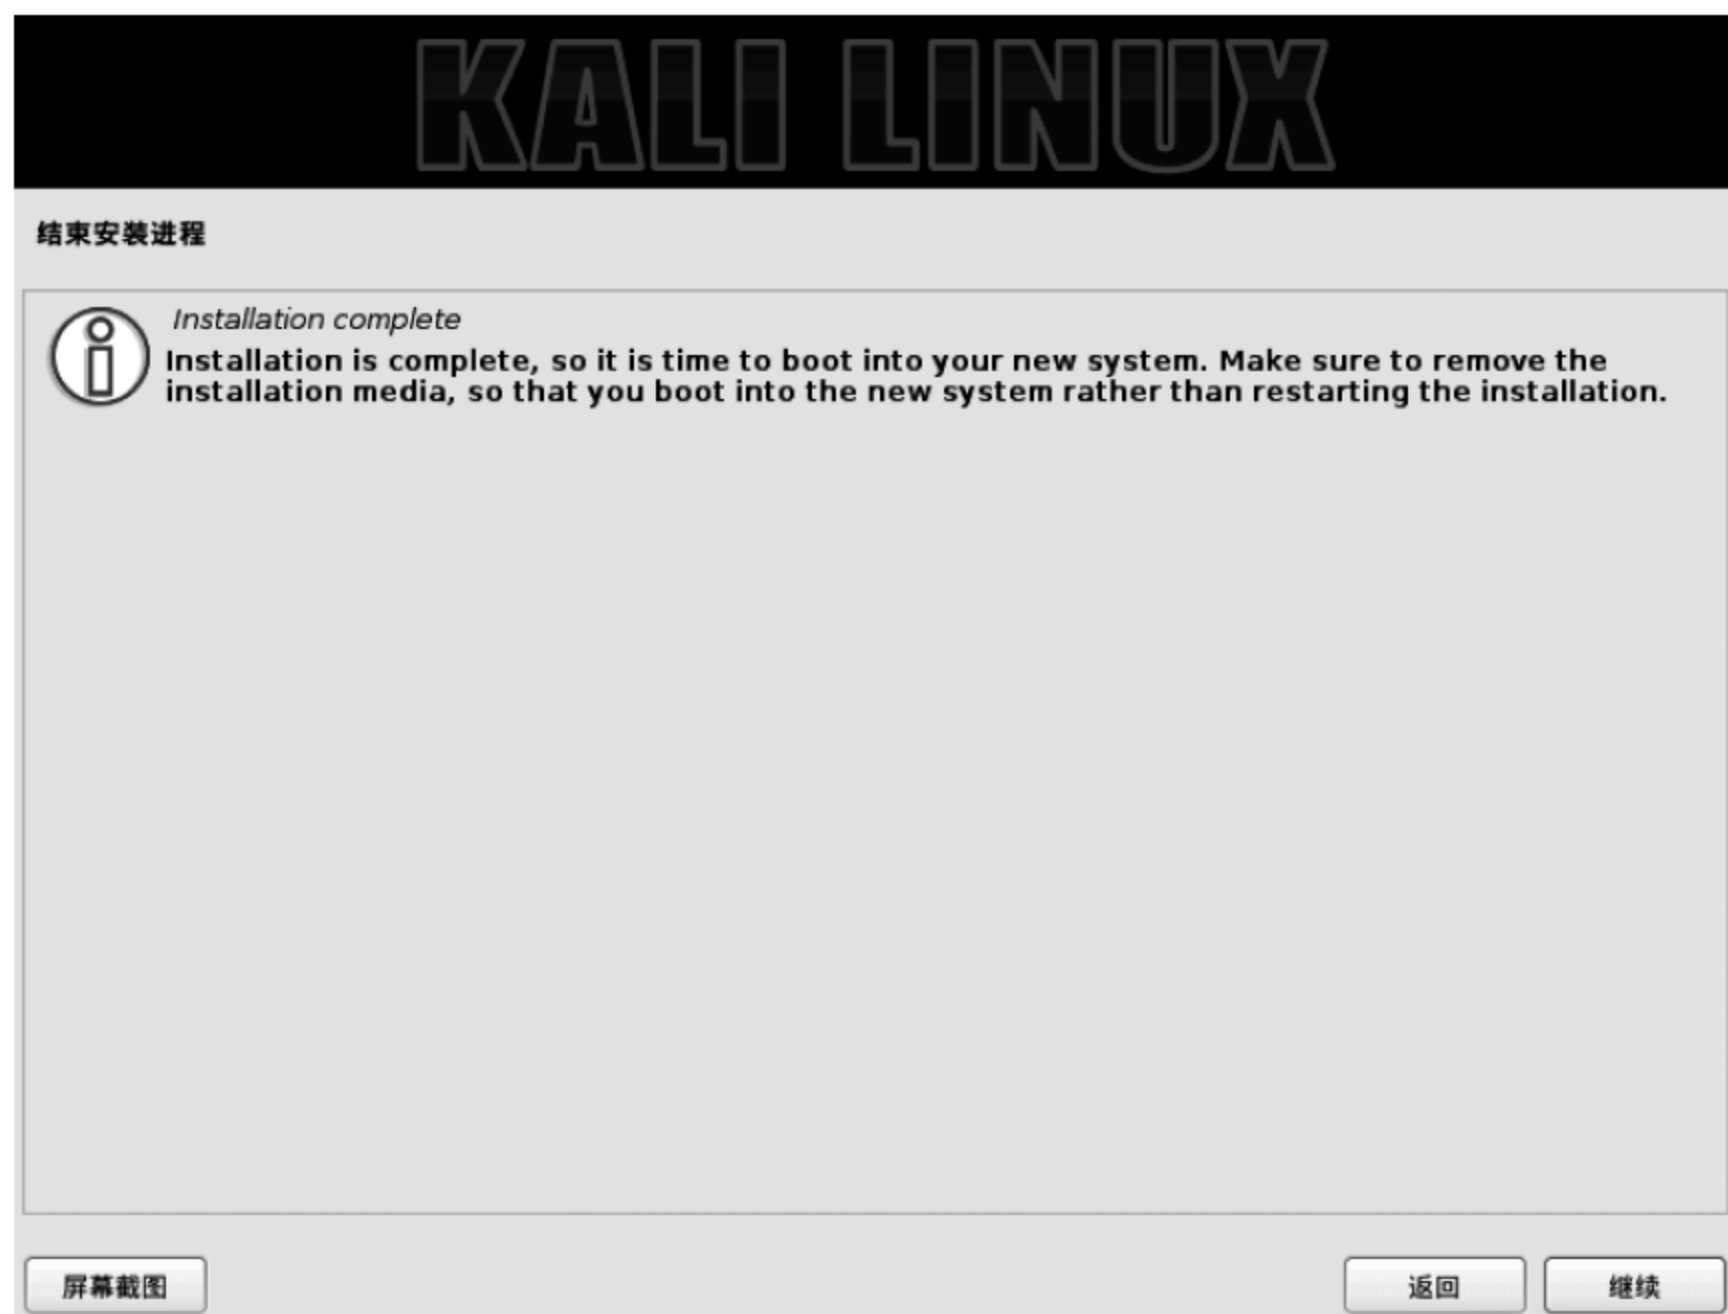 KALI LINUX
结束安装进程
Installation complete
Installation is complete, so it is time to boot into your new system. Make sure to remove the
installation media, so that you boot into the new system rather than restarting the installation.
屏幕截图
返回
继续